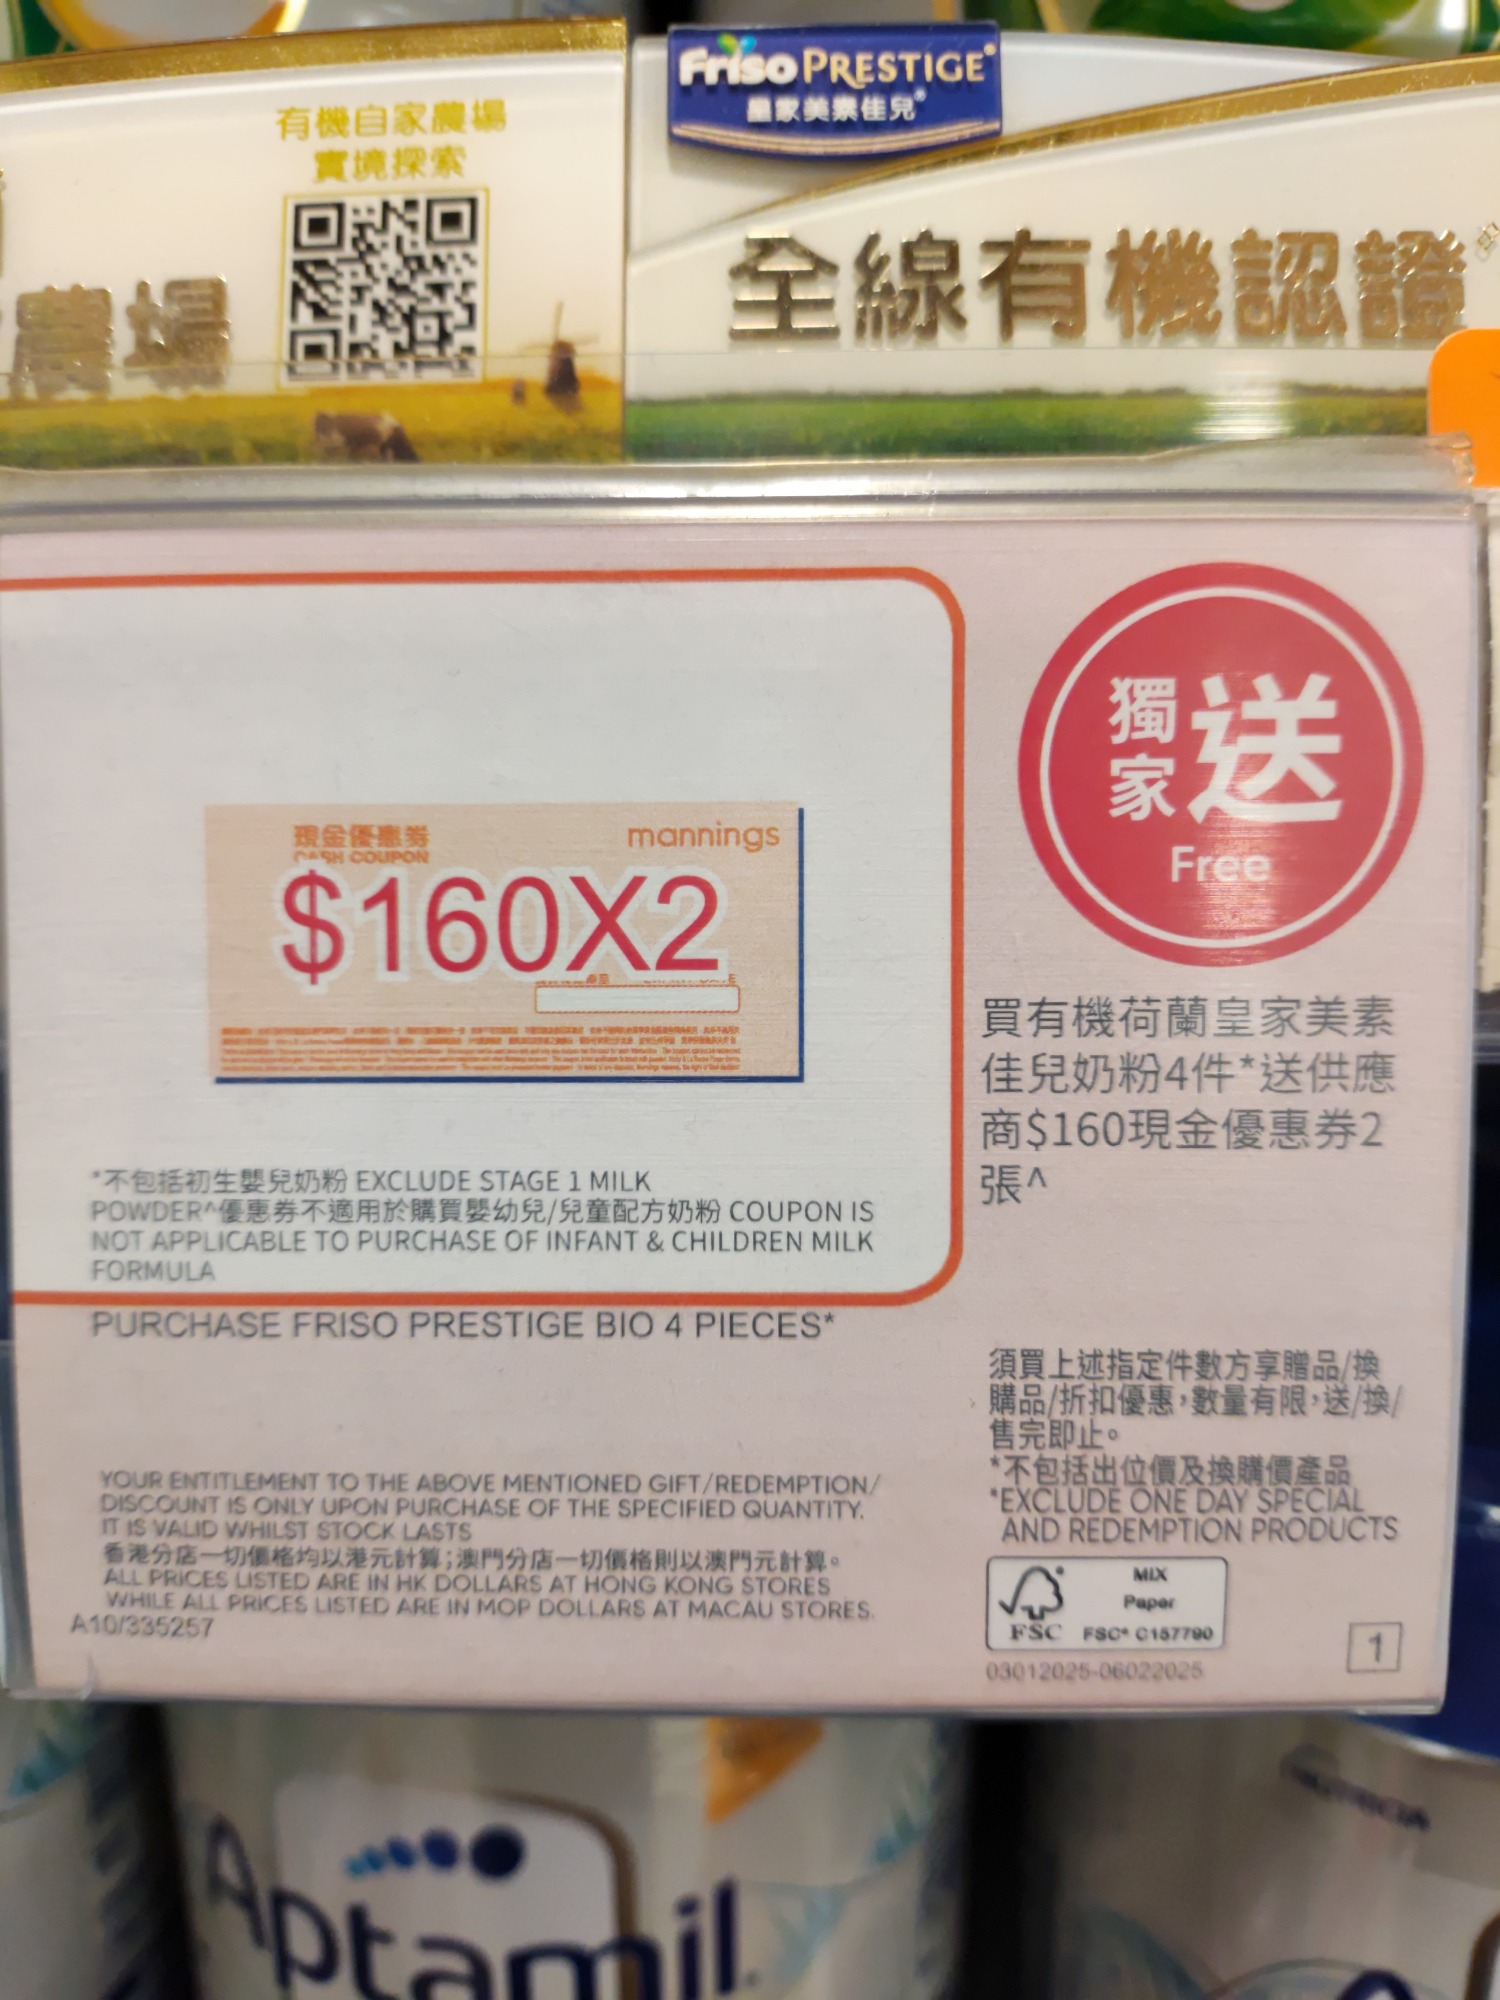 有機自家農場
實境探索
農場
Friso PRESTIGE®
皇家美素佳兒®
全線有機認證
獨家送
Free
現金優惠券
mannings
CASH COUPON
$160X2
買有機荷蘭皇家美素
佳兒奶粉4件*送供應
商$160現金優惠券2
張^
*不包括初生嬰兒奶粉 EXCLUDE STAGE 1 MILK
POWDER^優惠券不適用於購買嬰幼兒/兒童配方奶粉 COUPON IS
NOT APPLICABLE TO PURCHASE OF INFANT & CHILDREN MILK
FORMULA
PURCHASE FRISO PRESTIGE BIO 4 PIECES*
須買上述指定件數方享贈品/換
購品/折扣優惠，數量有限，送/換/
售完即止。
*不包括出位價及換購價產品
*EXCLUDE ONE DAY SPECIAL
AND REDEMPTION PRODUCTS
YOUR ENTITLEMENT TO THE ABOVE MENTIONED GIFT/REDEMPTION/
DISCOUNT IS ONLY UPON PURCHASE OF THE SPECIFIED QUANTITY.
IT IS VALID WHILST STOCK LASTS
香港分店一切價格均以港元計算；澳門分店一切價格則以澳門元計算。
ALL PRICES LISTED ARE IN HK DOLLARS AT HONG KONG STORES
WHILE ALL PRICES LISTED ARE IN MOP DOLLARS AT MACAU STORES.
A10/335257
MIX
Paper
FSC
FSC® C157790
03012025-06022025
1
NUTRICIA
Aptamil